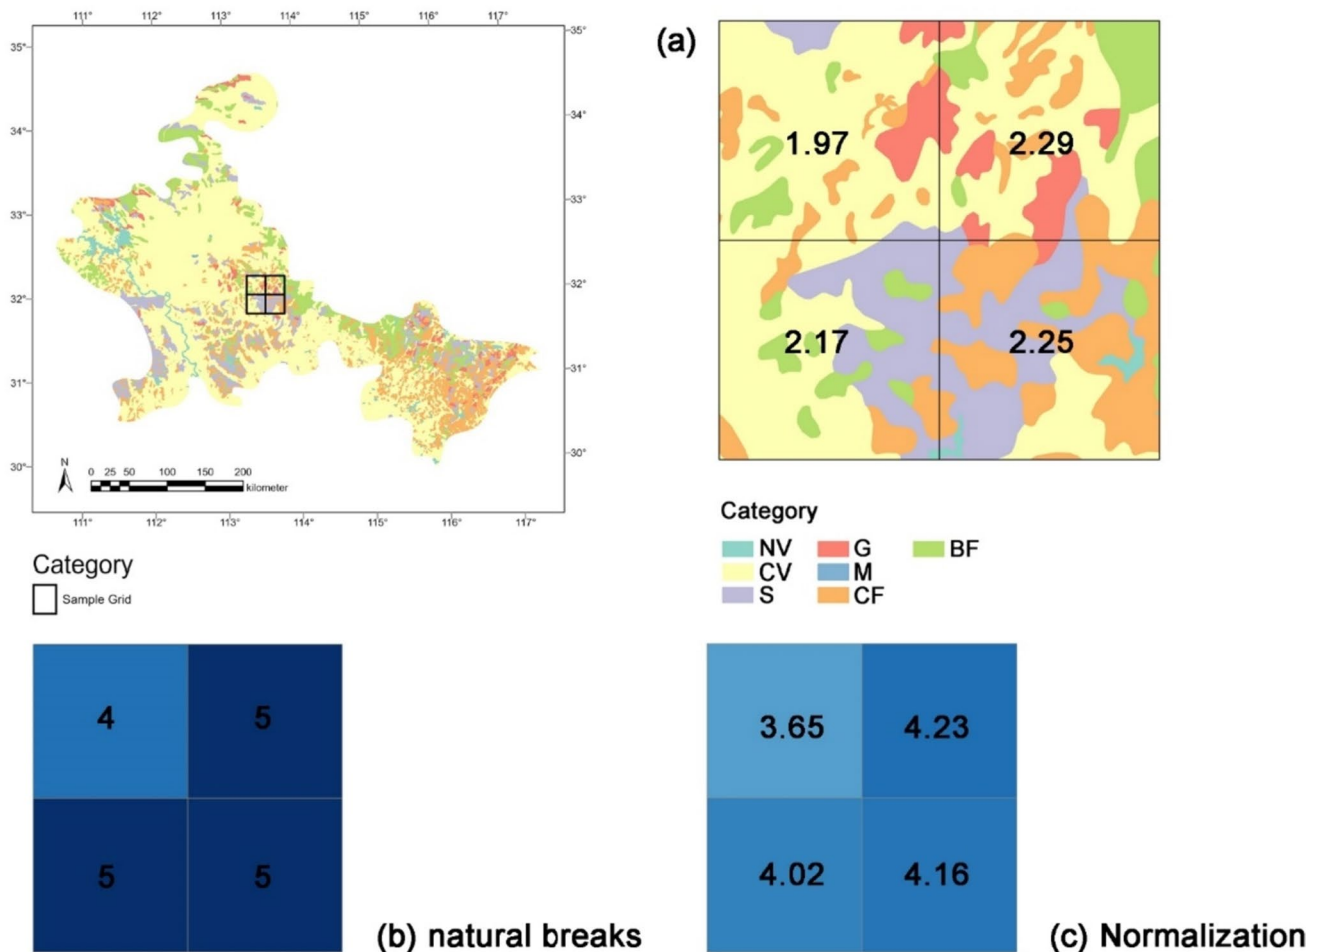 111° 112° 113° 114° 115° 116° 117°
35° 35°
34° 34°
33° 33°
32° 32°
31° 31°
30° 30°
N
0 25 50 100 150 200
kilometer
111° 112° 113° 114° 115° 116° 117°
Category
Sample Grid
(a)
1.97 2.29
2.17 2.25
Category
NV G BF
CV M
S CF
4 5
5 5
(b) natural breaks
3.65 4.23
4.02 4.16
(c) Normalization